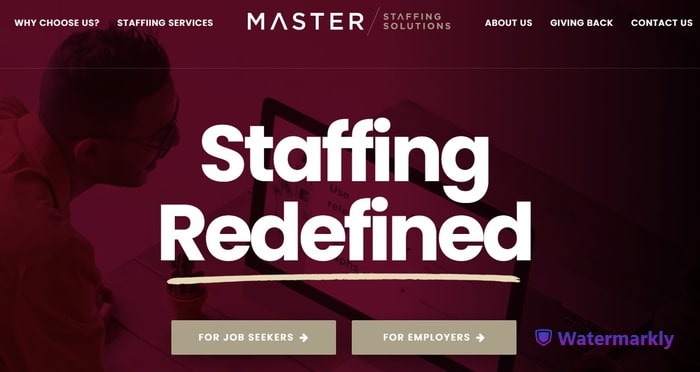 WHY CHOOSE US? STAFFIING SERVICES MASTER STAFFING SOLUTIONS ABOUT US GIVING BACK CONTACT US
Staffing
Redefined
FOR JOB SEEKERS → FOR EMPLOYERS →
Watermarkly